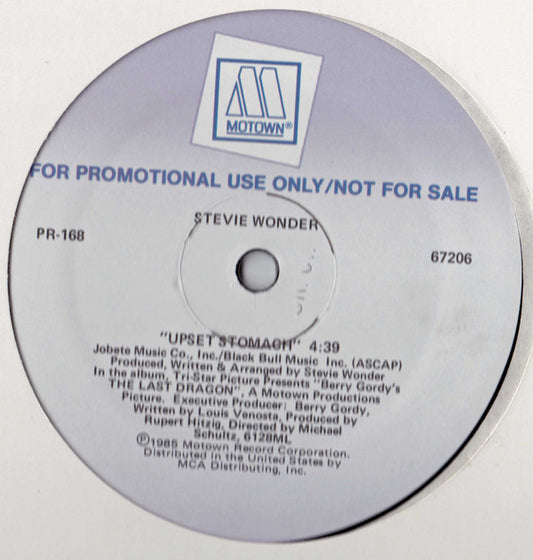 MOTOWN®
FOR PROMOTIONAL USE ONLY/NOT FOR SALE
STEVIE WONDER
PR-168
67206
"UPSET STOMACH" 4:39
Jobete Music Co., Inc./Black Bull Music Inc. (ASCAP)
Produced, Written & Arranged by Stevie Wonder
In the album, Tri-Star Picture Presents "Berry Gordy's
THE LAST DRAGON", A Motown Productions
Picture. Executive Producer: Berry Gordy,
Written by Louis Venosta, Produced by
Rupert Hitzig, Directed by Michael
Schultz, 6128ML
Ⓟ1985 Motown Record Corporation.
Distributed in the United States by
MCA Distributing, Inc.